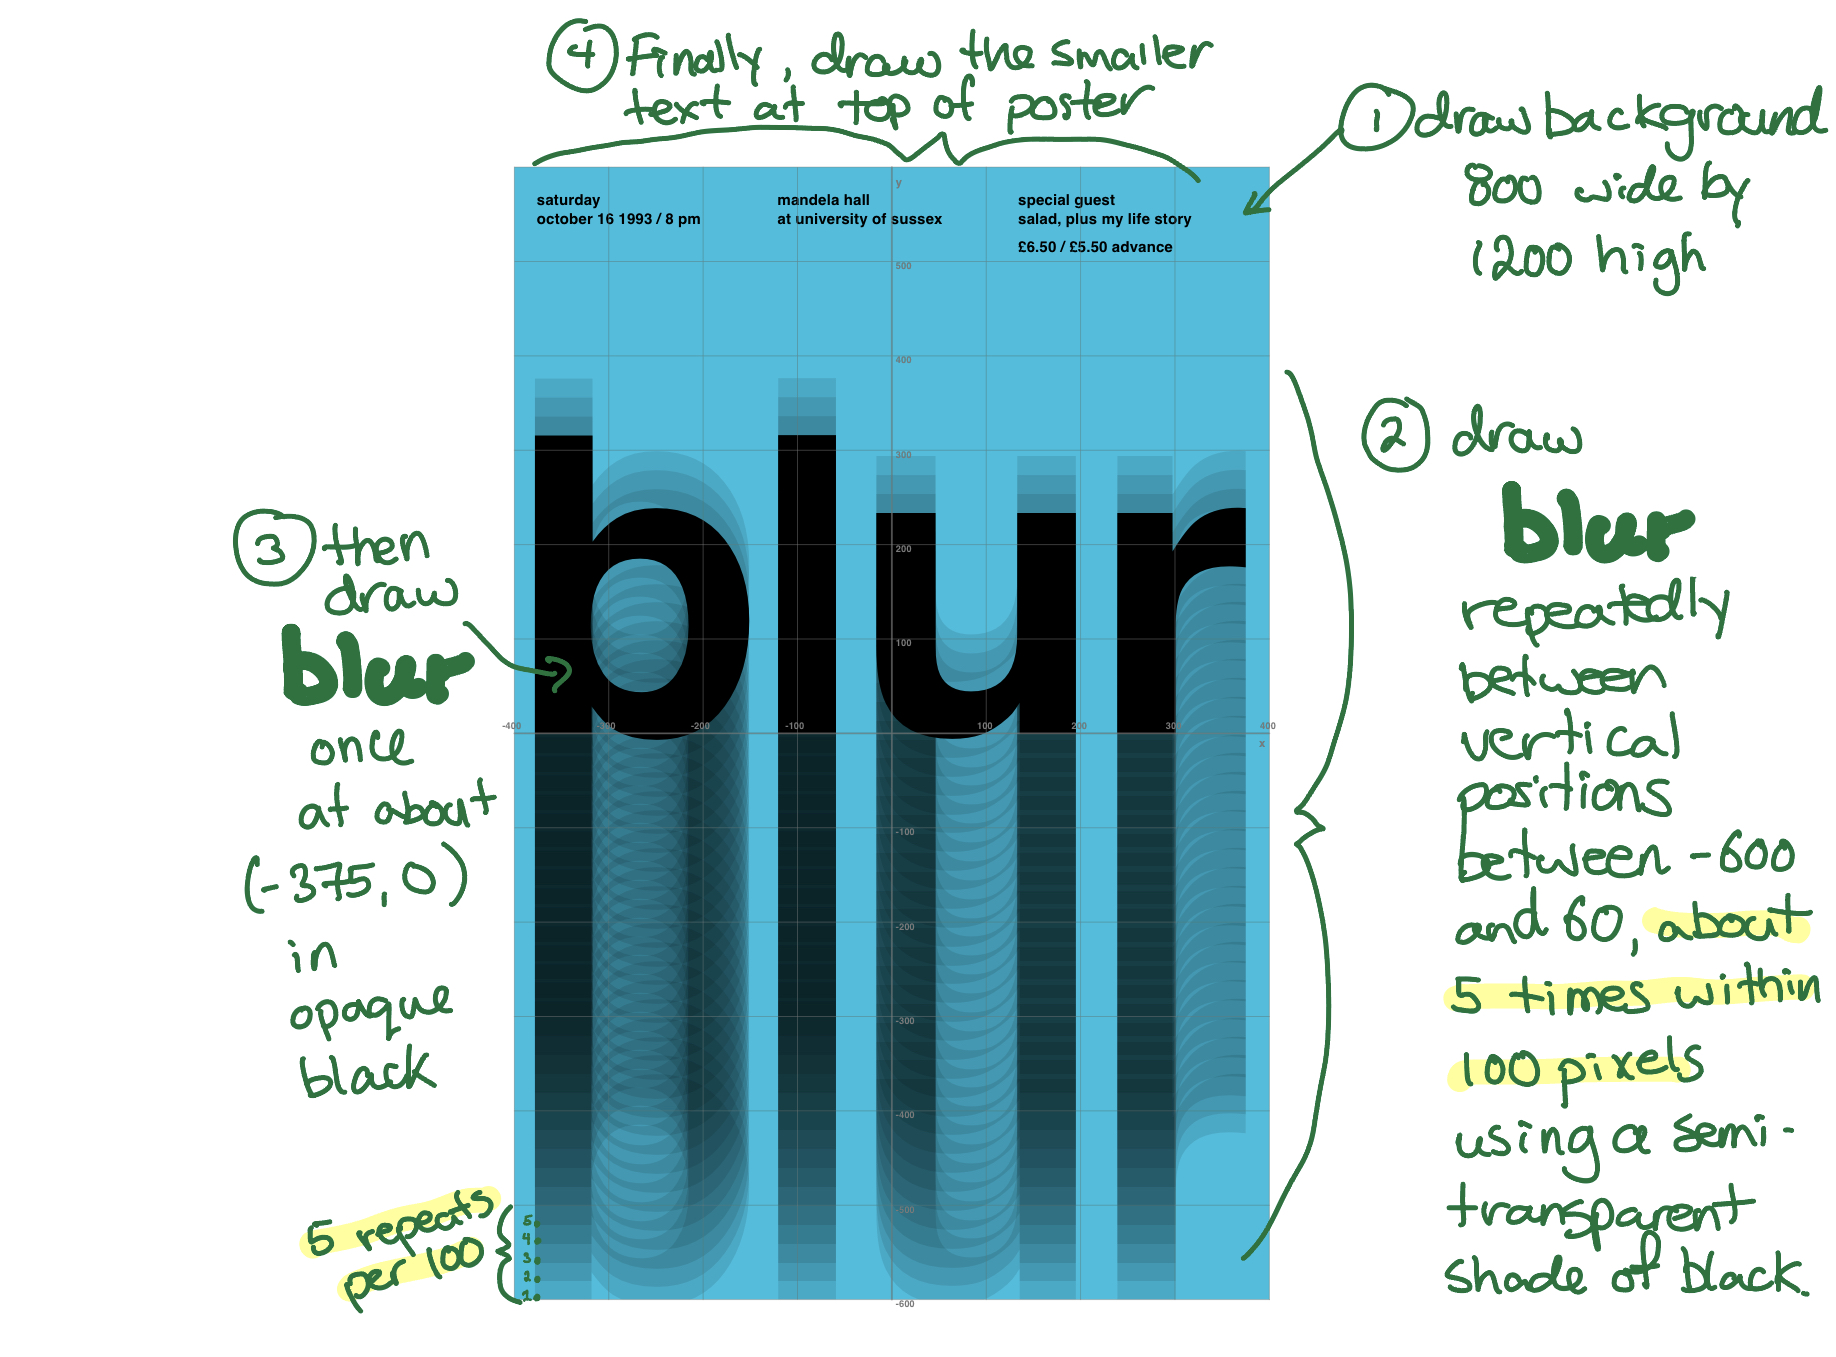 4 Finally, draw the smaller
text at top of poster
1 draw background
800 wide by
1200 high
saturday
october 16 1993 / 8 pm
mandela hall
at university of sussex
special guest
salad, plus my life story
£6.50 / £5.50 advance
y
500
400
300
200
100
-400
-300
-200
-100
100
200
300
400
x
-100
-200
-300
-400
-500
-600
blur
2 draw
blur
repeatedly
between
vertical
positions
between -600
and 60, about
5 times within
100 pixels
using a semi-
transparent
shade of black.
3 then
draw
blur
once
at about
(-375, 0)
in
opaque
black
5 repeats
per 100
5.
4.
3.
2.
1.